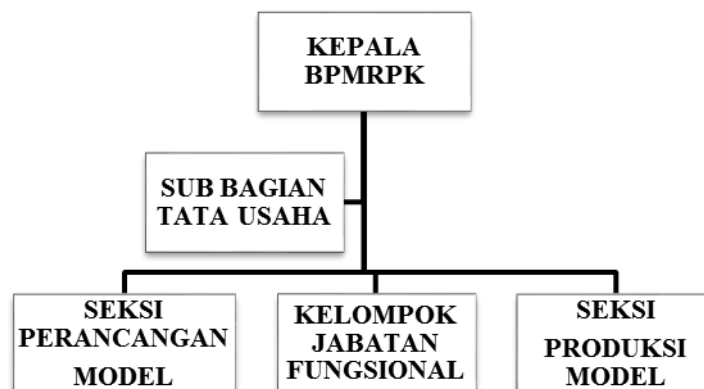 KEPALA
BPMRPK
SUB BAGIAN
TATA USAHA
SEKSI
PERANCANGAN
MODEL
KELOMPOK
JABATAN
FUNGSIONAL
SEKSI
PRODUKSI
MODEL